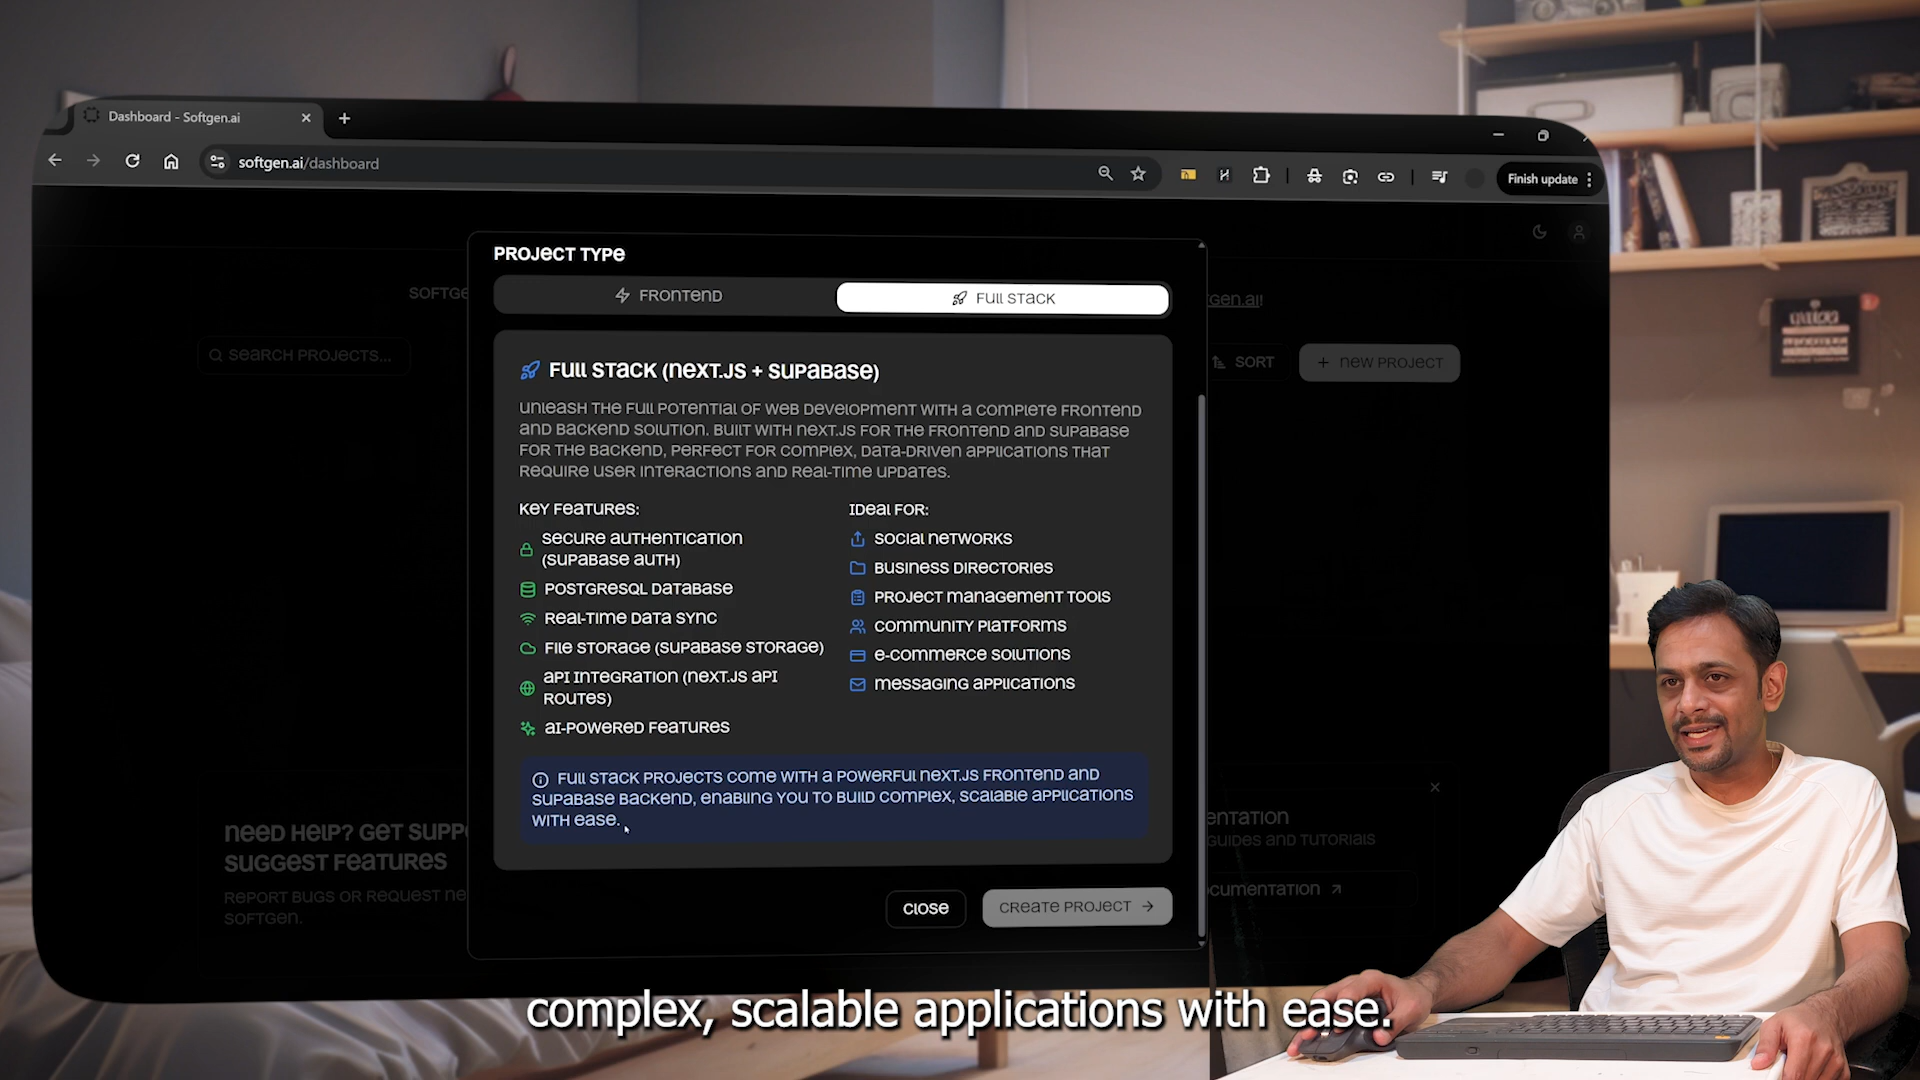 Dashboard - Softgen.ai
softgen.ai/dashboard
Finish update
PROJECT TYPE
SOFTGE
gen.ai!
FRONTEND
FULL STACK
SEARCH PROJECTS...
SORT
NEW PROJECT
FULL STACK (NEXT.JS + SUPABASE)
UNLEASH THE FULL POTENTIAL OF WEB DEVELOPMENT WITH A COMPLETE FRONTEND
AND BACKEND SOLUTION. BUILT WITH NEXT.JS FOR THE FRONTEND AND SUPABASE
FOR THE BACKEND, PERFECT FOR COMPLEX, DATA-DRIVEN APPLICATIONS THAT
REQUIRE USER INTERACTIONS AND REAL-TIME UPDATES.
KEY FEATURES:
SECURE AUTHENTICATION
(SUPABASE AUTH)
POSTGRESQL DATABASE
REAL-TIME DATA SYNC
FILE STORAGE (SUPABASE STORAGE)
API INTEGRATION (NEXT.JS API
ROUTES)
AI-POWERED FEATURES
IDEAL FOR:
SOCIAL NETWORKS
BUSINESS DIRECTORIES
PROJECT MANAGEMENT TOOLS
COMMUNITY PLATFORMS
E-COMMERCE SOLUTIONS
MESSAGING APPLICATIONS
FULL STACK PROJECTS COME WITH A POWERFUL NEXT.JS FRONTEND AND
SUPABASE BACKEND, ENABLING YOU TO BUILD COMPLEX, SCALABLE APPLICATIONS
WITH EASE.
NEED HELP? GET SUPP
SUGGEST FEATURES
REPORT BUGS OR REQUEST NE
SOFTGEN.
ENTATION
GUIDES AND TUTORIALS
OCUMENTATION
CLOSE
CREATE PROJECT
complex, scalable applications with ease.